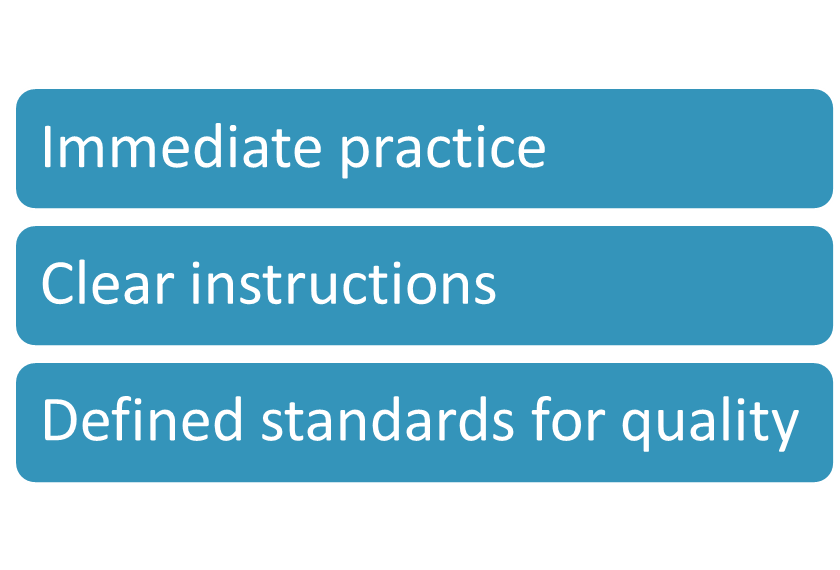 Immediate practice
Clear instructions
Defined standards for quality